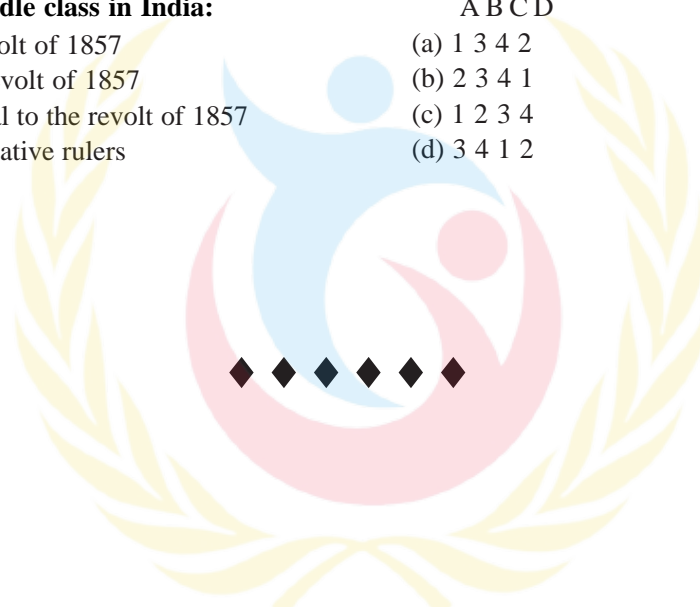 dle class in India:
olt of 1857
volt of 1857
l to the revolt of 1857
ative rulers
A B C D
(a) 1 3 4 2
(b) 2 3 4 1
(c) 1 2 3 4
(d) 3 4 1 2